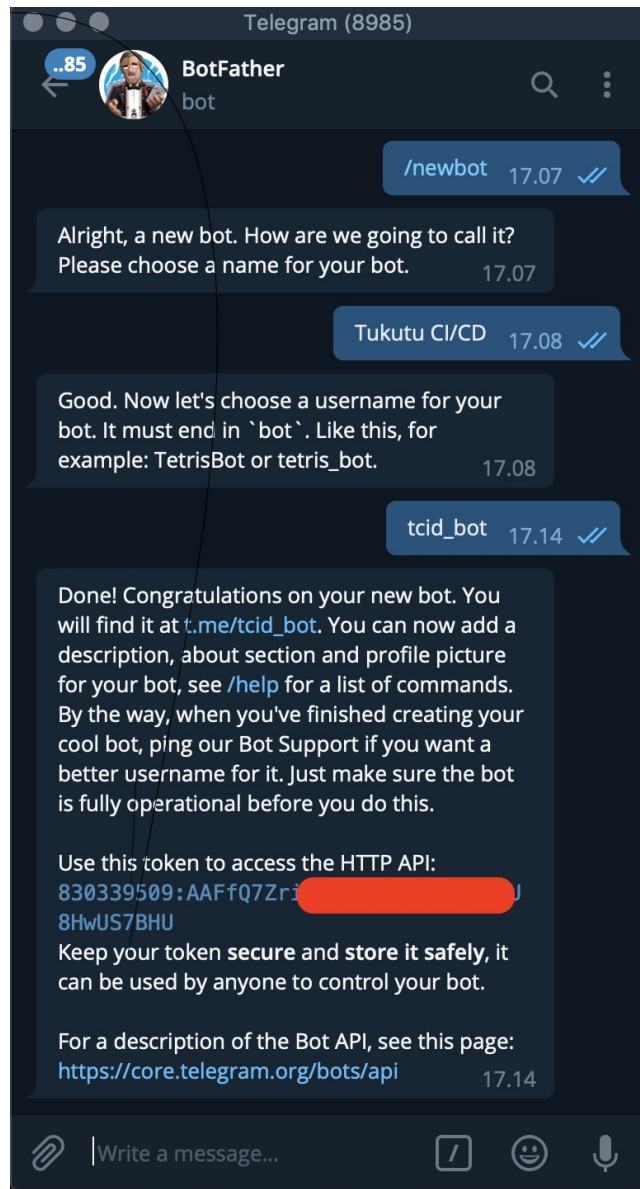 Telegram (8985)
..85
BotFather
bot
/newbot 17.07
Alright, a new bot. How are we going to call it?
Please choose a name for your bot. 17.07
Tukutu CI/CD 17.08
Good. Now let's choose a username for your
bot. It must end in `bot`. Like this, for
example: TetrisBot or tetris_bot. 17.08
tcid_bot 17.14
Done! Congratulations on your new bot. You
will find it at t.me/tcid_bot. You can now add a
description, about section and profile picture
for your bot, see /help for a list of commands.
By the way, when you've finished creating your
cool bot, ping our Bot Support if you want a
better username for it. Just make sure the bot
is fully operational before you do this.
Use this token to access the HTTP API:
830339509:AAFfQ7Zri
8HwUS7BHU
Keep your token secure and store it safely, it
can be used by anyone to control your bot.
For a description of the Bot API, see this page:
https://core.telegram.org/bots/api 17.14
Write a message...